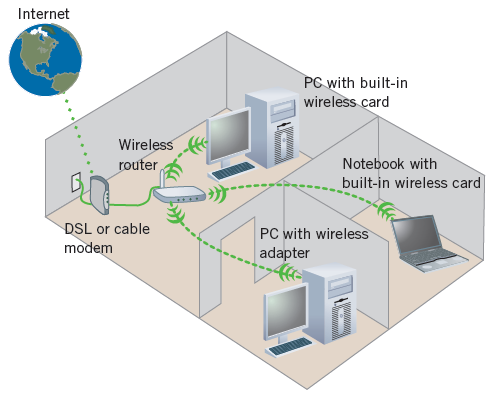 Internet
PC with built-in
wireless card
Wireless
router
Notebook with
built-in wireless card
DSL or cable
modem
PC with wireless
adapter